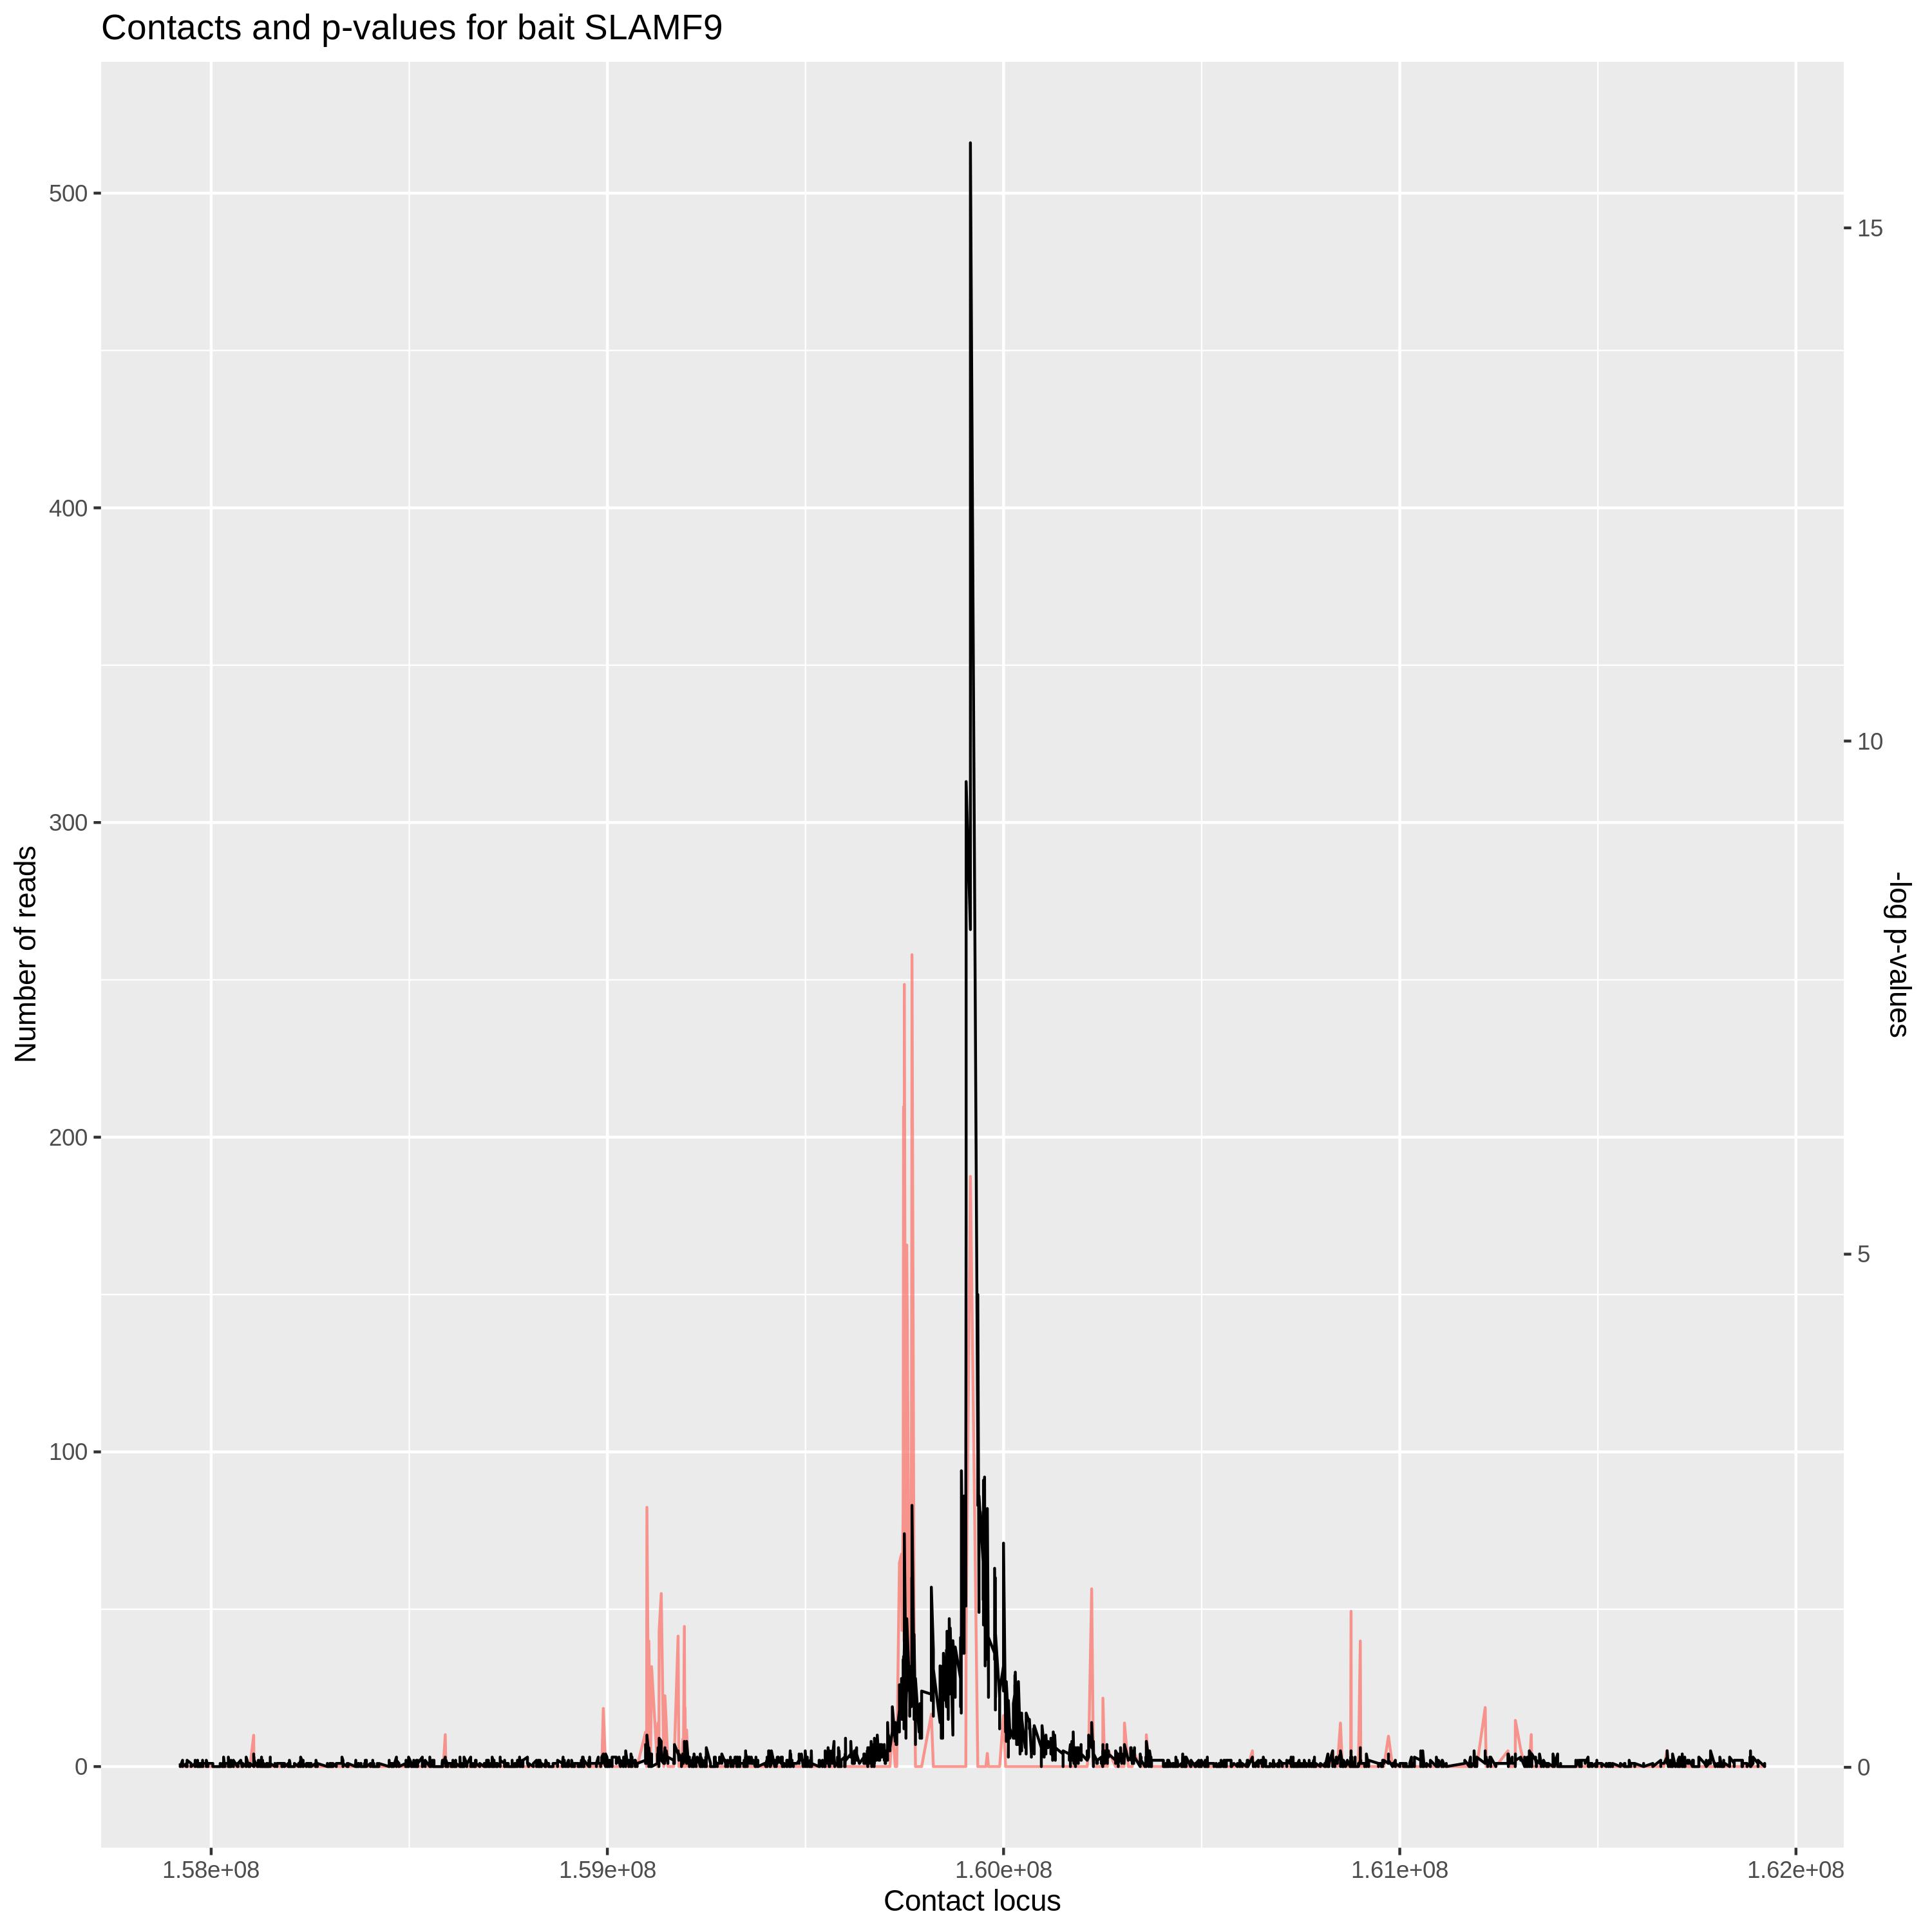 Contacts and p-values for bait SLAMF9
500
400
300
200
100
0
Number of reads
15
10
5
0
-log p-values
1.58e+08
1.59e+08
1.60e+08
1.61e+08
1.62e+08
Contact locus